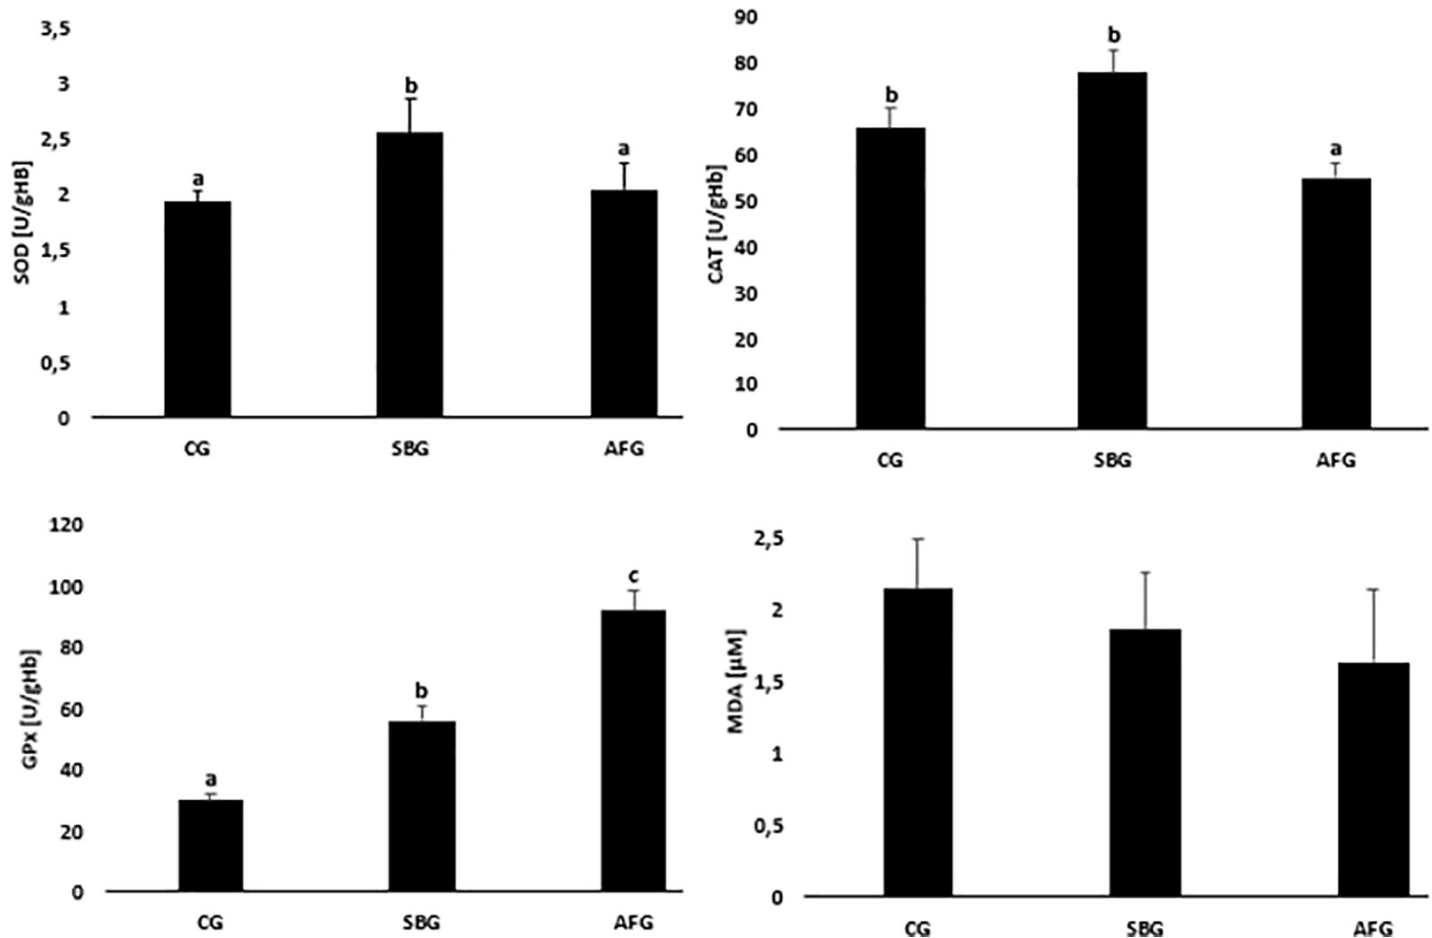 3,5
3
2,5
2
1,5
1
0,5
0
SOD [U/gHB]
a
b
a
CG SBG AFG
90
80
70
60
50
40
30
20
10
0
CAT [U/gHb]
b
b
a
CG SBG AFG
120
100
80
60
40
20
0
GPx [U/gHb]
a
b
c
CG SBG AFG
2,5
2
1,5
1
0,5
0
MDA [µM]
CG SBG AFG